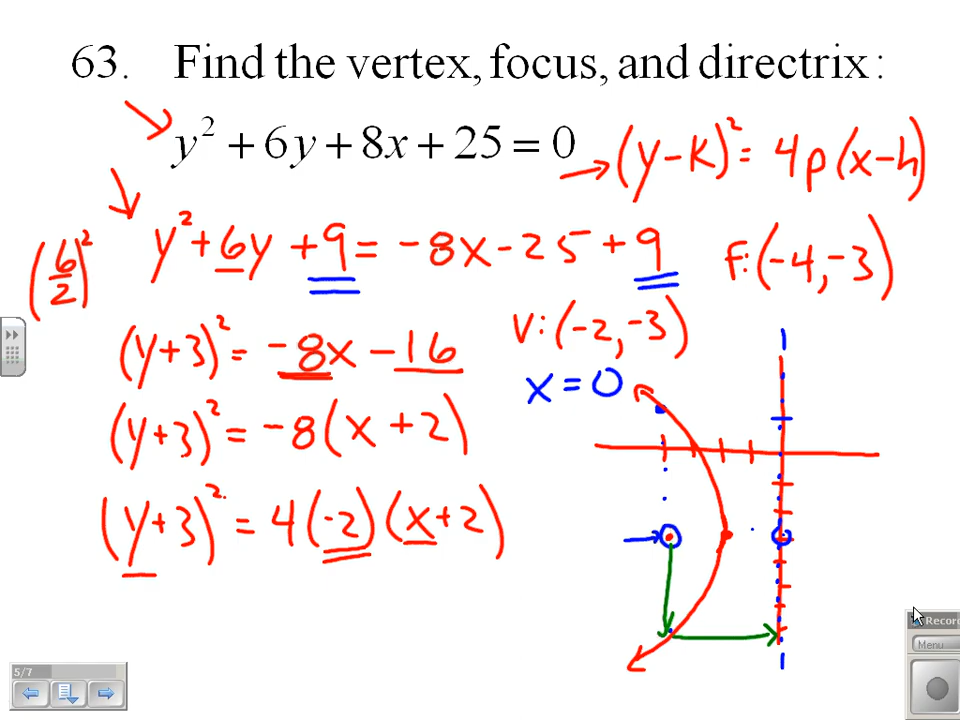 63. Find the vertex, focus, and directrix:
y² + 6y + 8x + 25 = 0
(y – k)² = 4p(x – h)
(6/2)²
y² + 6y + 9 = –8x – 25 + 9
F: (–4, –3)
(y+3)² = –8x – 16
V: (–2, –3)
x = 0
(y+3)² = –8(x + 2)
(y+3)² = 4(–2)(x+2)
Record
Menu
5/7